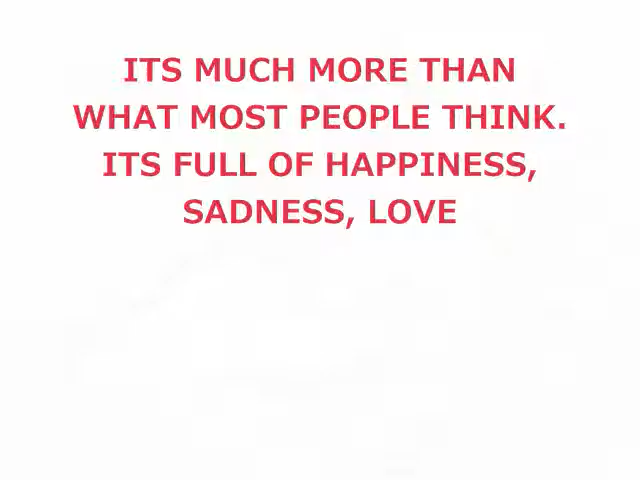 ITS MUCH MORE THAN
WHAT MOST PEOPLE THINK.
ITS FULL OF HAPPINESS,
SADNESS, LOVE